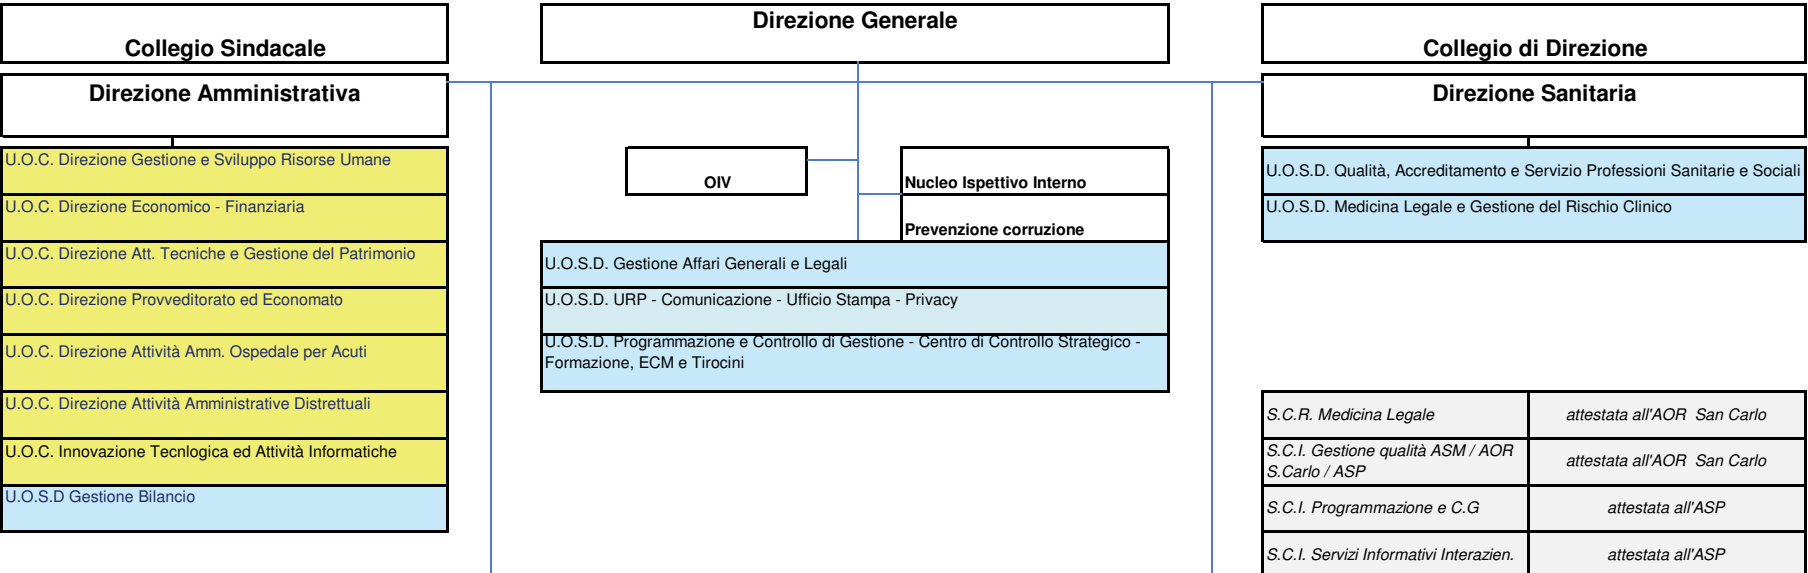 Direzione Generale
Collegio Sindacale
Collegio di Direzione
Direzione Amministrativa
Direzione Sanitaria
U.O.C. Direzione Gestione e Sviluppo Risorse Umane
U.O.C. Direzione Economico - Finanziaria
U.O.C. Direzione Att. Tecniche e Gestione del Patrimonio
U.O.C. Direzione Provveditorato ed Economato
U.O.C. Direzione Attività Amm. Ospedale per Acuti
U.O.C. Direzione Attività Amministrative Distrettuali
U.O.C. Innovazione Tecnlogica ed Attività Informatiche
U.O.S.D Gestione Bilancio
OIV
Nucleo Ispettivo Interno
Prevenzione corruzione
U.O.S.D. Gestione Affari Generali e Legali
U.O.S.D. URP - Comunicazione - Ufficio Stampa - Privacy
U.O.S.D. Programmazione e Controllo di Gestione - Centro di Controllo Strategico -
Formazione, ECM e Tirocini
U.O.S.D. Qualità, Accreditamento e Servizio Professioni Sanitarie e Sociali
U.O.S.D. Medicina Legale e Gestione del Rischio Clinico
S.C.R. Medicina Legale
attestata all'AOR  San Carlo
S.C.I. Gestione qualità ASM / AOR
S.Carlo / ASP
attestata all'AOR  San Carlo
S.C.I. Programmazione e C.G
attestata all'ASP
S.C.I. Servizi Informativi Interazien.
attestata all'ASP